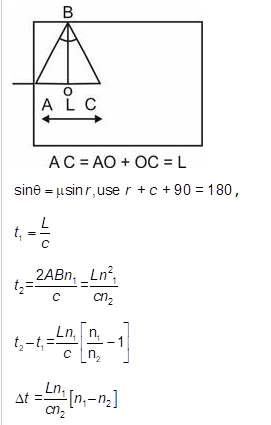 B
O
A L C
A C = AO + OC = L
sinθ = μsin r, use r + c + 90 = 180 ,
t₁ = L/c
t₂ = 2ABn₁/c = Ln²₁/cn₂
t₂ – t₁ = Ln₁/c [n₁/n₂ – 1]
Δt = Ln₁/cn₂ [n₁ – n₂]